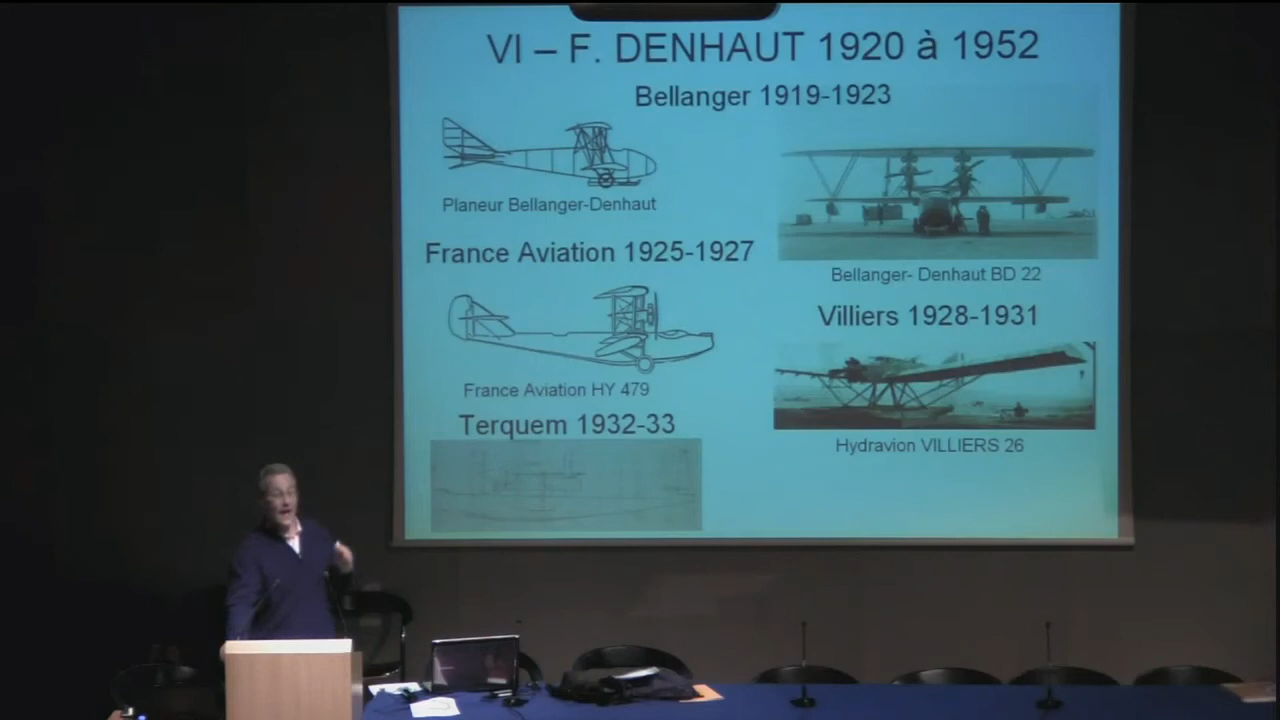 VI – F. DENHAUT 1920 à 1952
Bellanger 1919-1923
Planeur Bellanger-Denhaut
Bellanger- Denhaut BD 22
France Aviation 1925-1927
France Aviation HY 479
Villiers 1928-1931
Hydravion VILLIERS 26
Terquem 1932-33